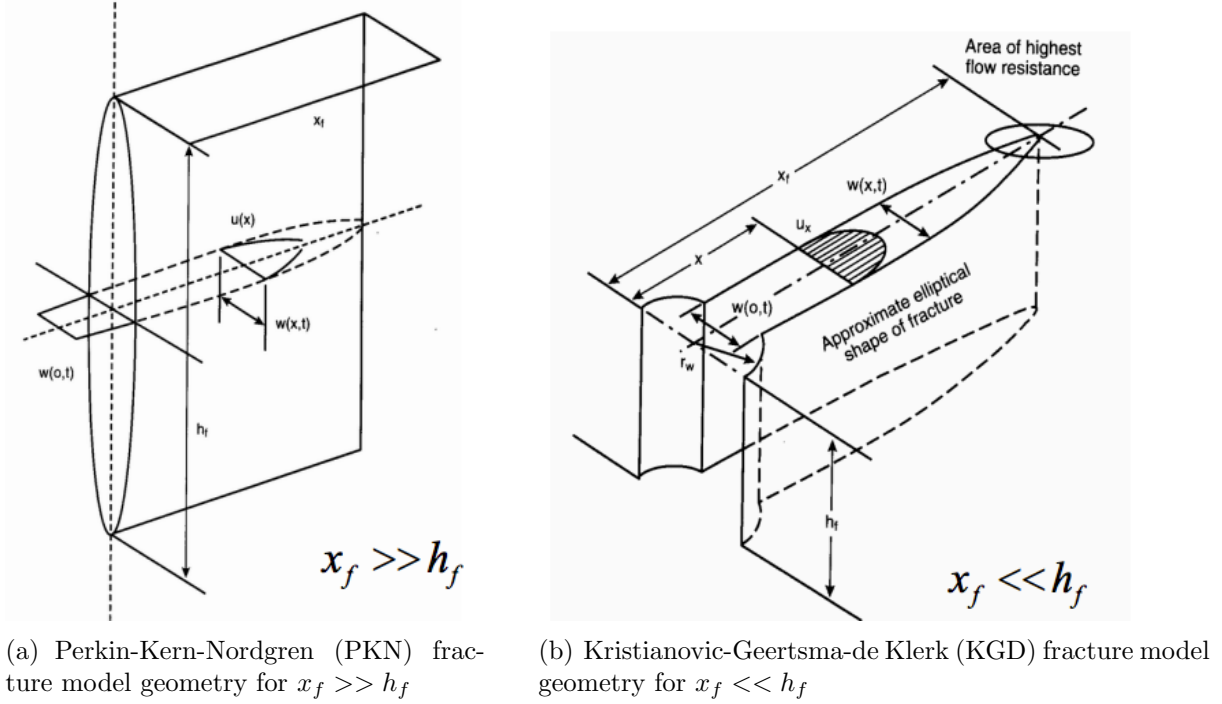 x_f
u(x)
w(x,t)
w(o,t)
h_f
x_f >> h_f
Area of highest
flow resistance
x_f
w(x,t)
u_x
x
w(o,t)
r_w
Approximate elliptical
shape of fracture
h_f
x_f << h_f
(a) Perkin-Kern-Nordgren (PKN) frac-
ture model geometry for x_f >> h_f
(b) Kristianovic-Geertsma-de Klerk (KGD) fracture model
geometry for x_f << h_f